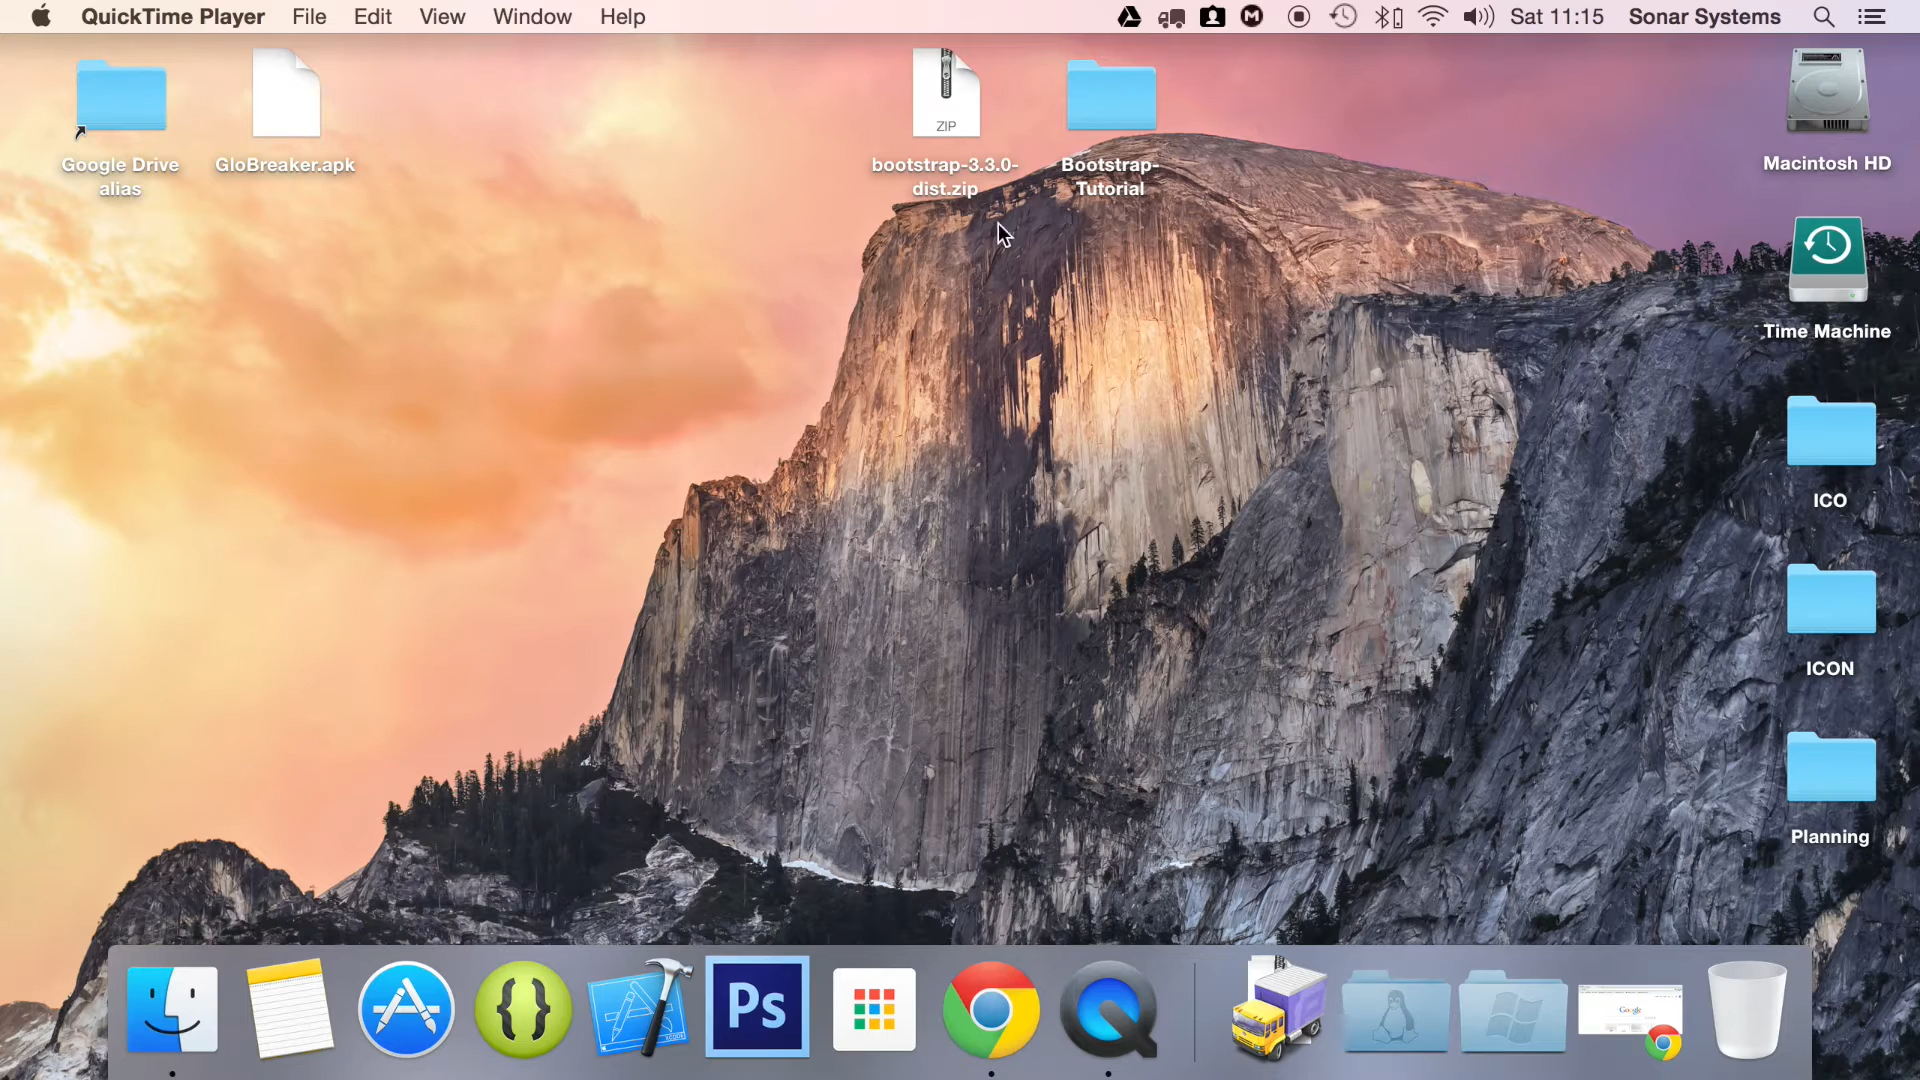 QuickTime Player File Edit View Window Help Sat 11:15 Sonar Systems
Google Drive
alias
GloBreaker.apk
ZIP
bootstrap-3.3.0-
dist.zip
Bootstrap-
Tutorial
Macintosh HD
Time Machine
ICO
ICON
Planning
Ps
Google